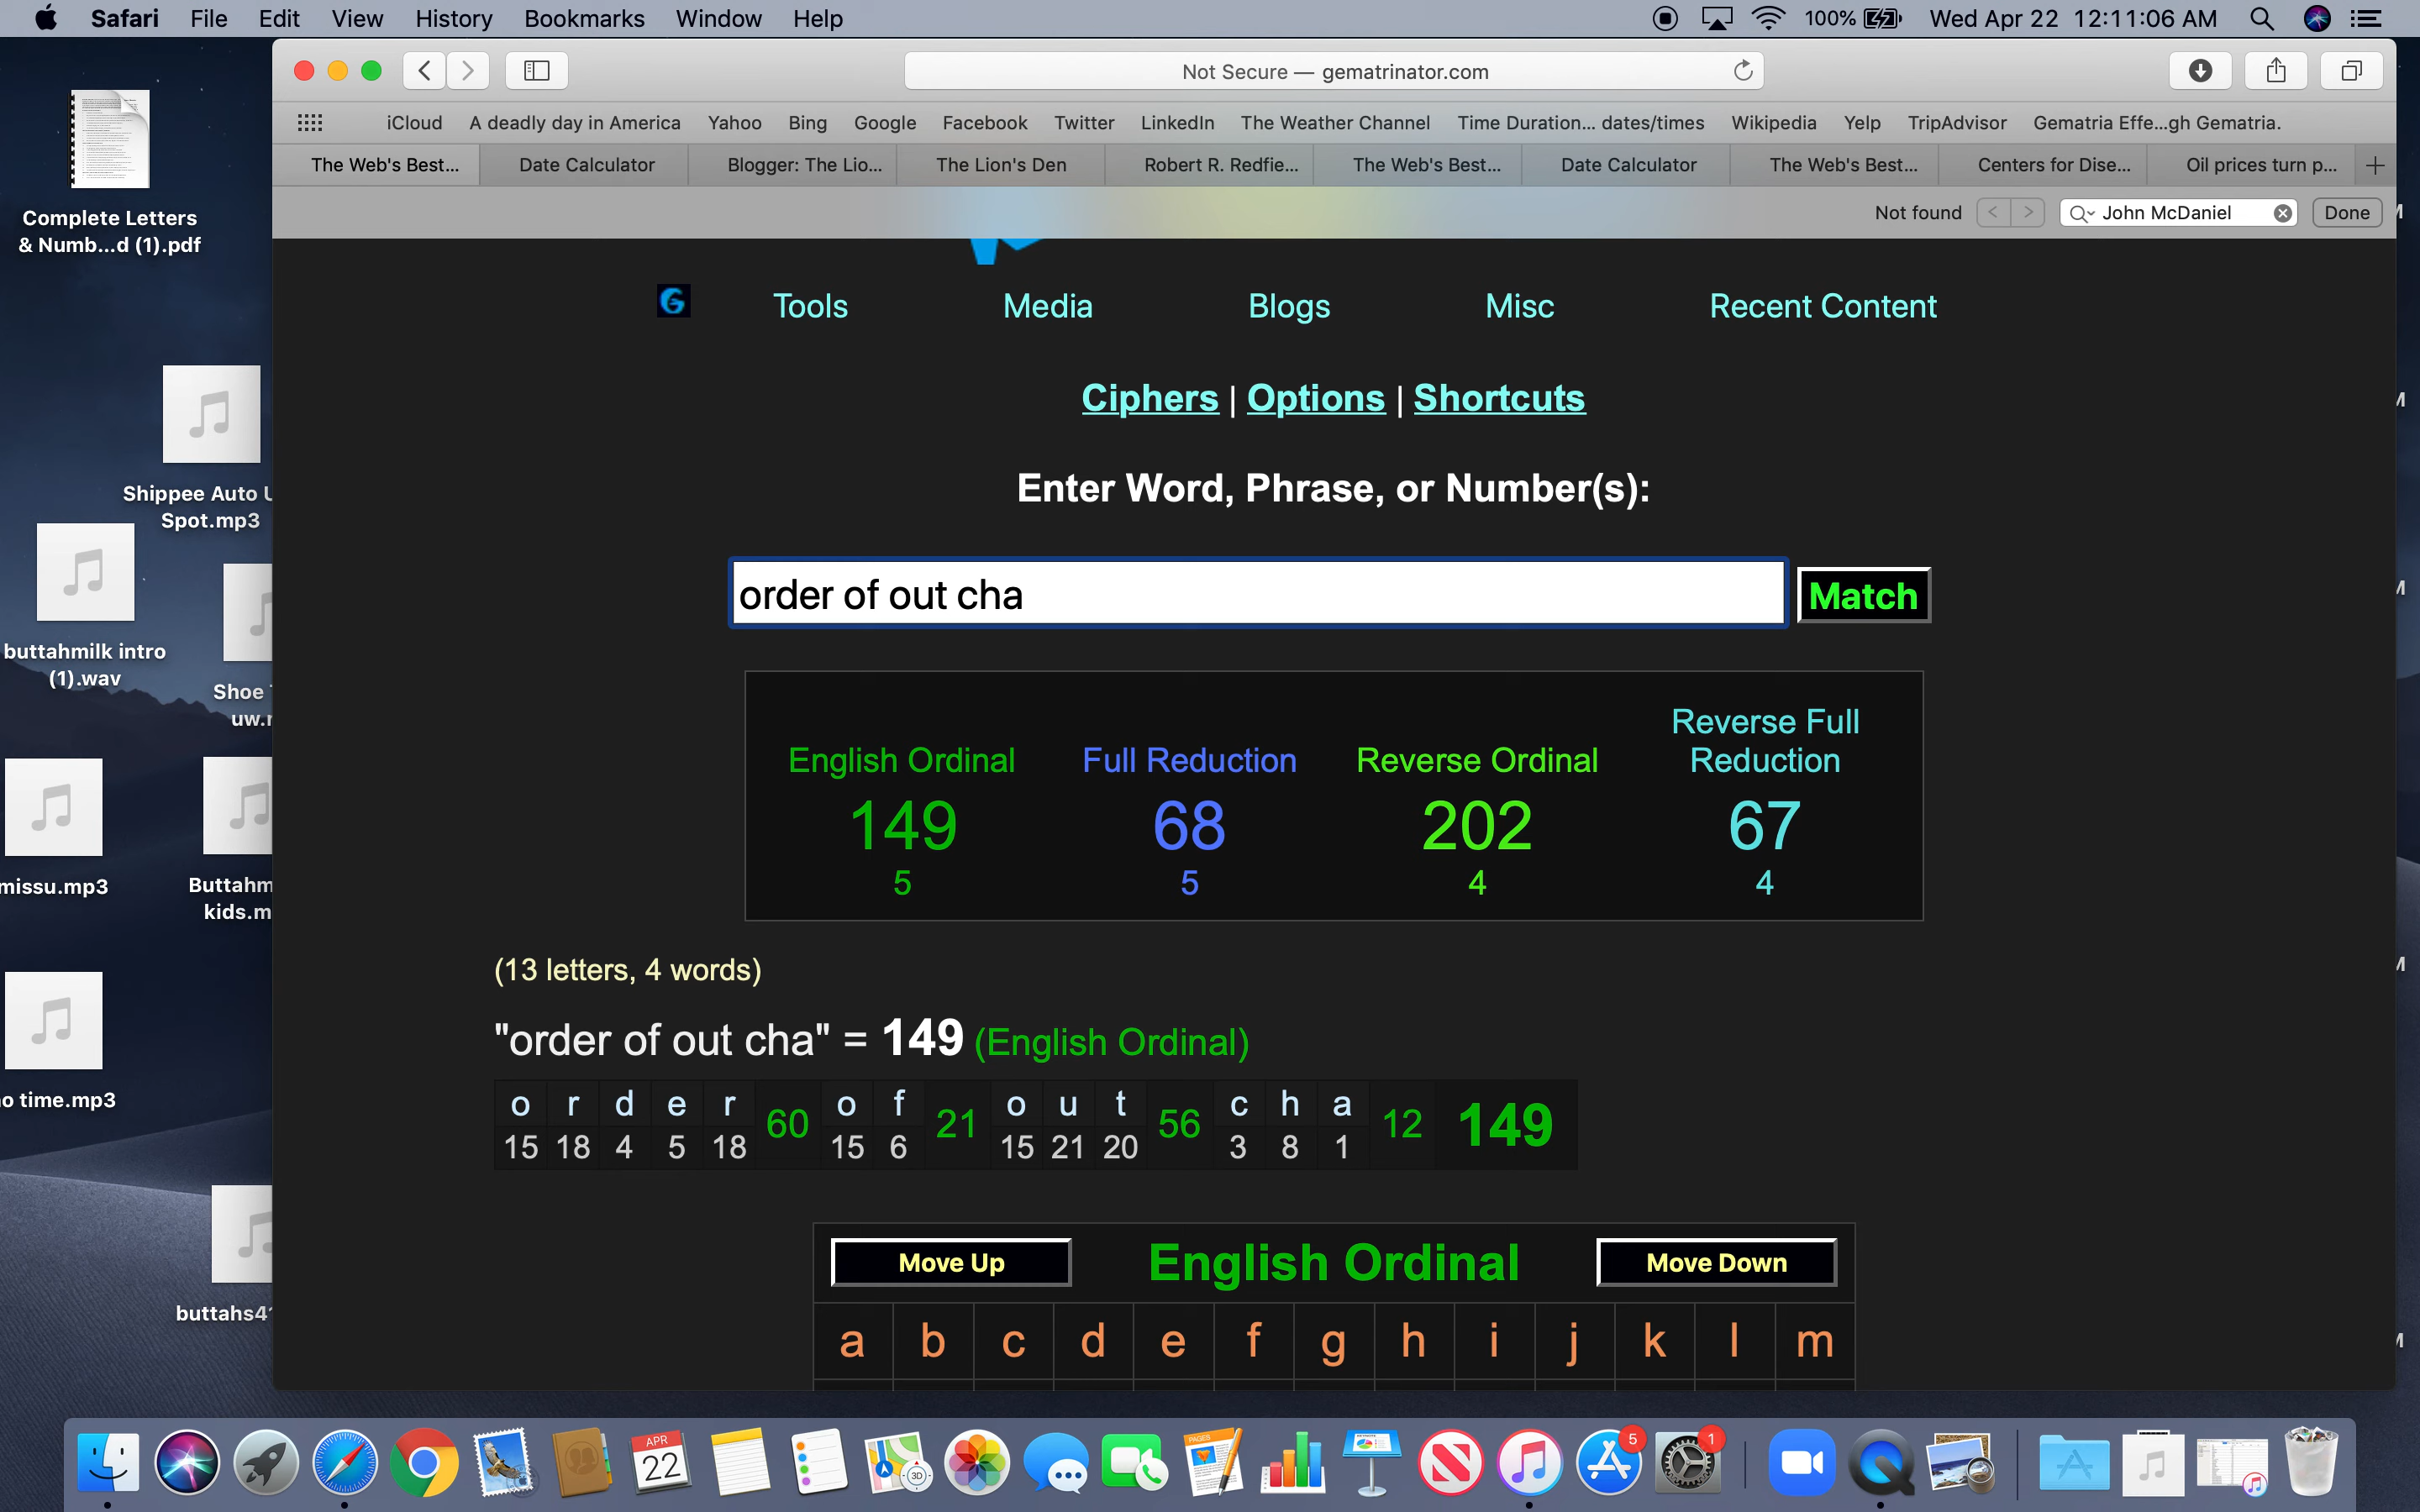 Safari File Edit View History Bookmarks Window Help 100% Wed Apr 22 12:11:06 AM
Not Secure — gematrinator.com
iCloud A deadly day in America Yahoo Bing Google Facebook Twitter LinkedIn The Weather Channel Time Duration... dates/times Wikipedia Yelp TripAdvisor Gematria Effe...gh Gematria.
The Web's Best... Date Calculator Blogger: The Lio... The Lion's Den Robert R. Redfie... The Web's Best... Date Calculator The Web's Best... Centers for Dise... Oil prices turn p...
Not found John McDaniel Done
Complete Letters
& Numb...d (1).pdf
Shippee Auto U
Spot.mp3
buttahmilk intro
(1).wav
Shoe
uw.
missu.mp3
Buttahm
kids.m
o time.mp3
buttahs4
G Tools Media Blogs Misc Recent Content
Ciphers | Options | Shortcuts
Enter Word, Phrase, or Number(s):
order of out cha Match
English Ordinal Full Reduction Reverse Ordinal Reverse Full
Reduction
149 68 202 67
5 5 4 4
(13 letters, 4 words)
"order of out cha" = 149 (English Ordinal)
o r d e r 60 o f 21 o u t 56 c h a 12 149
15 18 4 5 18 15 6 15 21 20 3 8 1
Move Up English Ordinal Move Down
a b c d e f g h i j k l m
APR
22
3D
PAGES
5
1